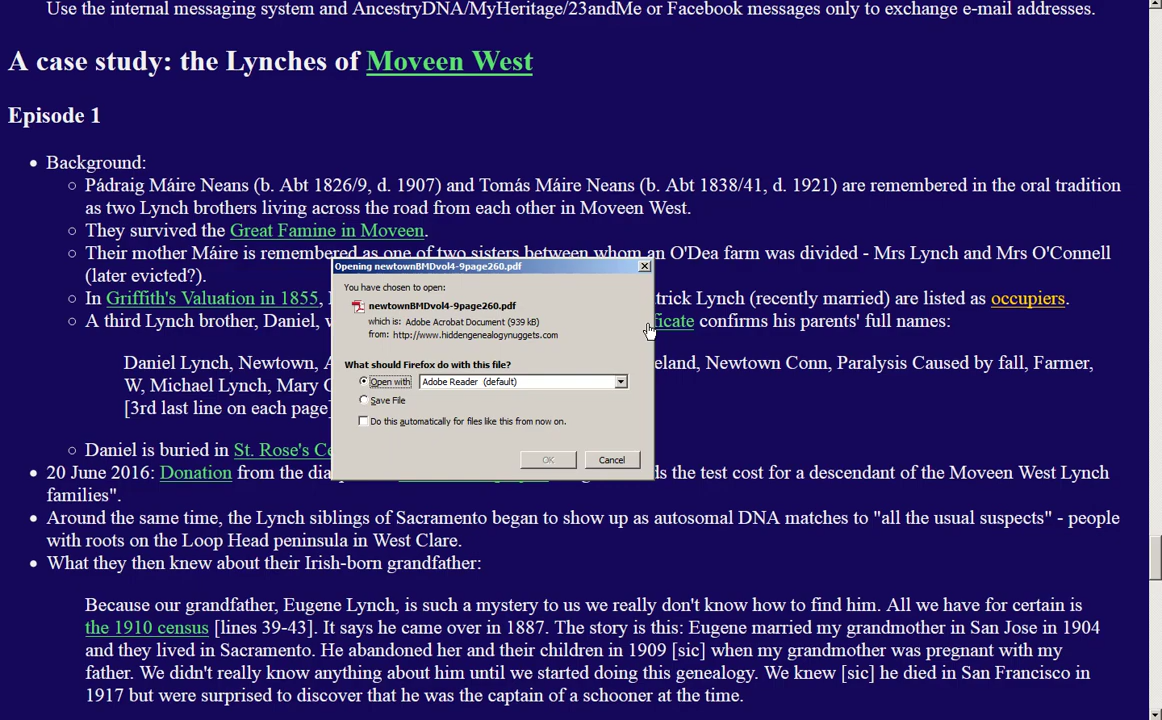 Use the internal messaging system and AncestryDNA/MyHeritage/23andMe or Facebook messages only to exchange e-mail addresses.
A case study: the Lynches of Moveen West
Episode 1
Background:
Pádraig Máire Neans (b. Abt 1826/9, d. 1907) and Tomás Máire Neans (b. Abt 1838/41, d. 1921) are remembered in the oral tradition
as two Lynch brothers living across the road from each other in Moveen West.
They survived the Great Famine in Moveen.
Their mother Máire is remembered as one of two sisters between whom an O'Dea farm was divided - Mrs Lynch and Mrs O'Connell
(later evicted?).
In Griffith's Valuation in 1855, trick Lynch (recently married) are listed as occupiers.
A third Lynch brother, Daniel, ficate confirms his parents' full names:
Daniel Lynch, Newtown, eland, Newtown Conn, Paralysis Caused by fall, Farmer,
W, Michael Lynch, Mary
[3rd last line on each page]
Opening newtownBMDvol4-9page260.pdf
You have chosen to open:
newtownBMDvol4-9page260.pdf
which is: Adobe Acrobat Document (939 kB)
from: http://www.hiddengenealogynuggets.com
What should Firefox do with this file?
Open with Adobe Reader (default)
Save File
Do this automatically for files like this from now on.
OK Cancel
Daniel is buried in St. Rose's
20 June 2016: Donation from the ds the test cost for a descendant of the Moveen West Lynch
families".
Around the same time, the Lynch siblings of Sacramento began to show up as autosomal DNA matches to "all the usual suspects" - people
with roots on the Loop Head peninsula in West Clare.
What they then knew about their Irish-born grandfather:
Because our grandfather, Eugene Lynch, is such a mystery to us we really don't know how to find him. All we have for certain is
the 1910 census [lines 39-43]. It says he came over in 1887. The story is this: Eugene married my grandmother in San Jose in 1904
and they lived in Sacramento. He abandoned her and their children in 1909 [sic] when my grandmother was pregnant with my
father. We didn't really know anything about him until we started doing this genealogy. We knew [sic] he died in San Francisco in
1917 but were surprised to discover that he was the captain of a schooner at the time.